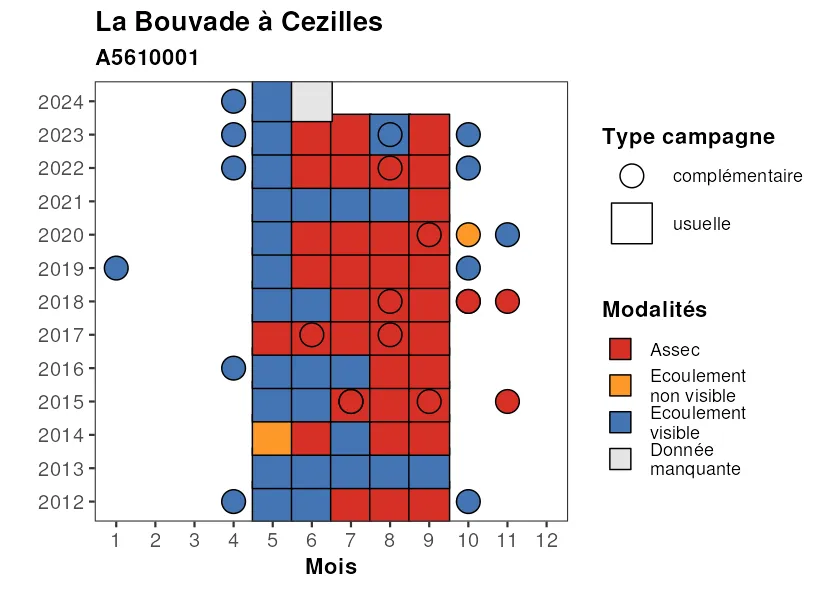 La Bouvade à Cezilles
A5610001
2024
2023
2022
2021
2020
2019
2018
2017
2016
2015
2014
2013
2012
1 2 3 4 5 6 7 8 9 10 11 12
Mois
Type campagne
complémentaire
usuelle
Modalités
Assec
Ecoulement
non visible
Ecoulement
visible
Donnée
manquante